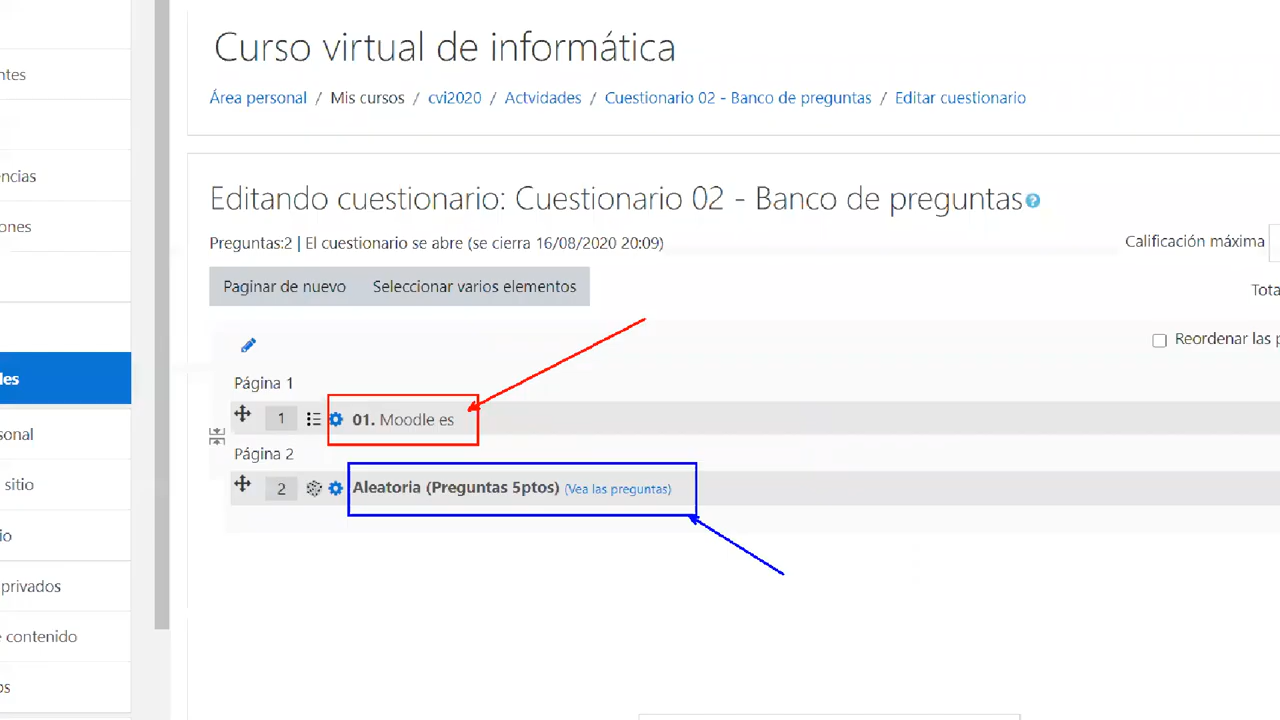 Curso virtual de informática
Área personal / Mis cursos / cvi2020 / Actvidades / Cuestionario 02 - Banco de preguntas / Editar cuestionario
ntes
encias
ones
les
sonal
sitio
io
privados
e contenido
os
Editando cuestionario: Cuestionario 02 - Banco de preguntas
Preguntas:2 | El cuestionario se abre (se cierra 16/08/2020 20:09)
Calificación máxima
Paginar de nuevo Seleccionar varios elementos
Tota
Reordenar las p
Página 1
1 01. Moodle es
Página 2
2 Aleatoria (Preguntas 5ptos) (Vea las preguntas)